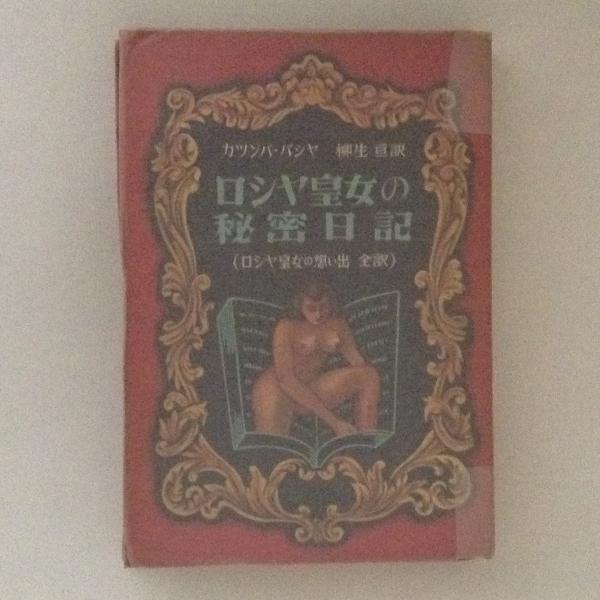 カツンバ・パシヤ 柳生 亘訳
ロシヤ皇女の
秘密日記
(ロシヤ皇女の想い出 全訳)